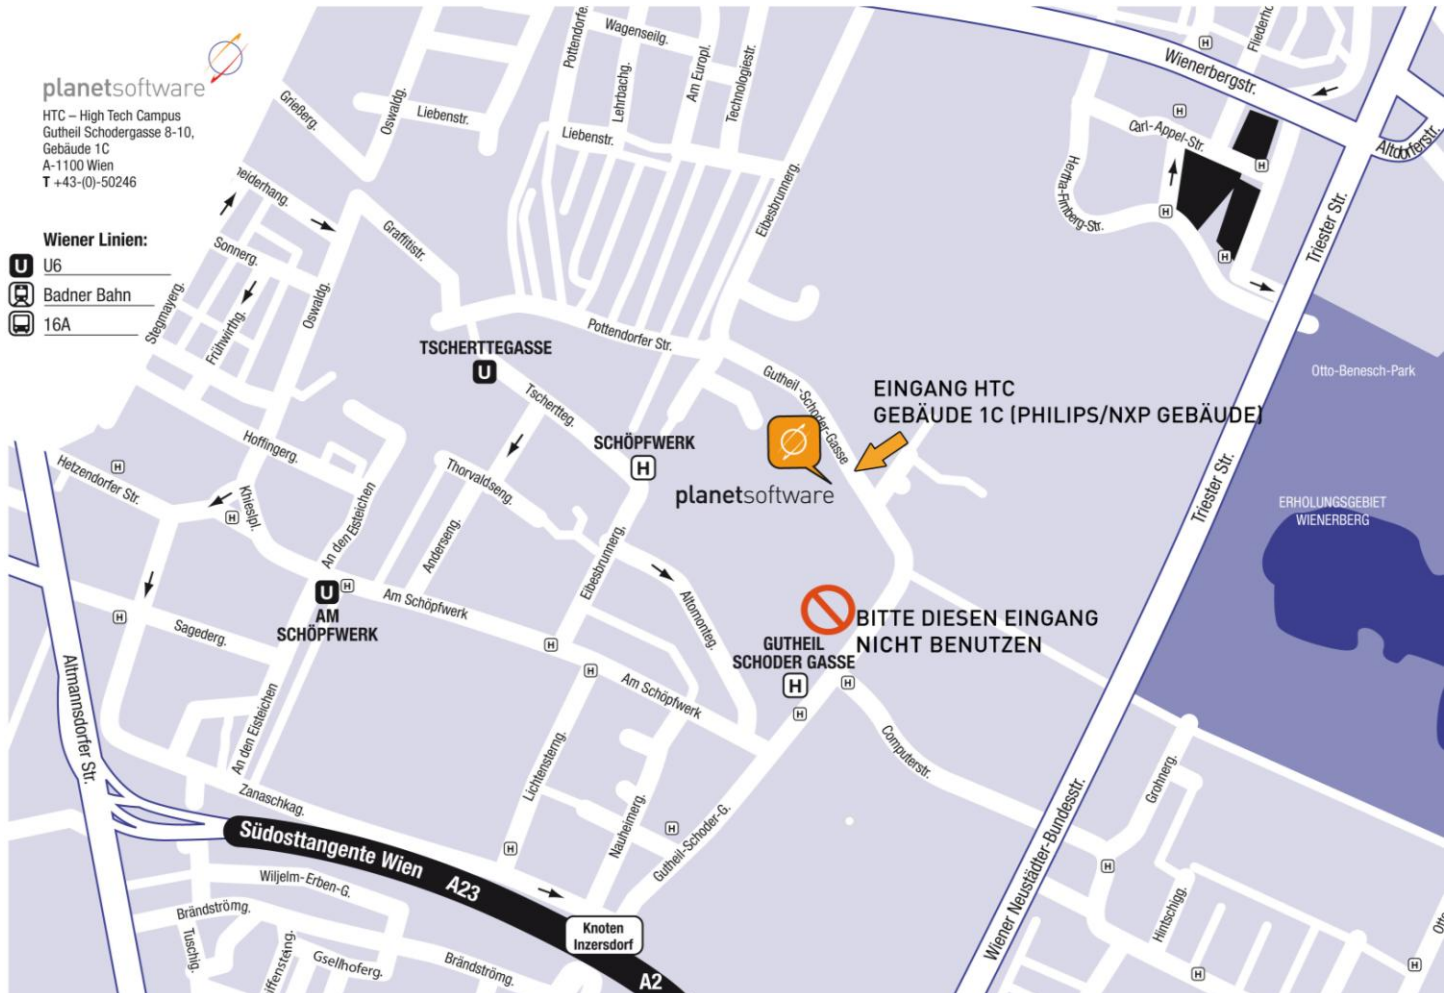 planetsoftware
HTC – High Tech Campus
Gutheil Schodergasse 8-10,
Gebäude 1C
A-1100 Wien
T +43-(0)-50246
Wiener Linien:
U U6
Badner Bahn
16A
Grießerg.
Oswaldg.
Liebenstr.
Pottendorfer
Wagenseilg.
Lehrbachg.
Am Europl.
Technologiestr.
Liebenstr.
Eibesbrunnerg.
Wienerbergstr.
H
H
Carl-Appel-Str.
H
Altdorferstr.
Hertha-Firnberg-Str.
H
H
Triester Str.
Graffitistr.
Sonnerg.
Stegmayerg.
Frühwirthg.
Oswaldg.
Pottendorfer Str.
TSCHERTTEGASSE
U
Tschertteg.
Gutheil-Schoder-Gasse
Otto-Benesch-Park
EINGANG HTC
GEBÄUDE 1C (PHILIPS/NXP GEBÄUDE)
planetsoftware
SCHÖPFWERK
H
Hoffingerg.
Hetzendorfer Str.
H
Khleslpl.
H
An den Eisteichen
Thorvaldseng.
Anderseng.
Eibesbrunnerg.
Triester Str.
ERHOLUNGSGEBIET
WIENERBERG
U
H
AM
SCHÖPFWERK
Am Schöpfwerk
H
Sagederg.
Altomonteg.
BITTE DIESEN EINGANG
NICHT BENUTZEN
GUTHEIL
SCHODER GASSE
H
H
H
H
H
Am Schöpfwerk
Altmannsdorfer Str.
An den Eisteichen
Zanaschkag.
Lichtensterng.
Nauheimerg.
H
H
Gutheil-Schoder-G.
Computerstr.
Grohnerg.
Wiener Neustädter-Bundesstr.
H
Hintschigg.
H
H
Südosttangente Wien A23
Wiljelm-Erben-G.
Brändströmg.
Tuschig.
Gsellhoferg.
Brändströmg.
Knoten
Inzersdorf
A2